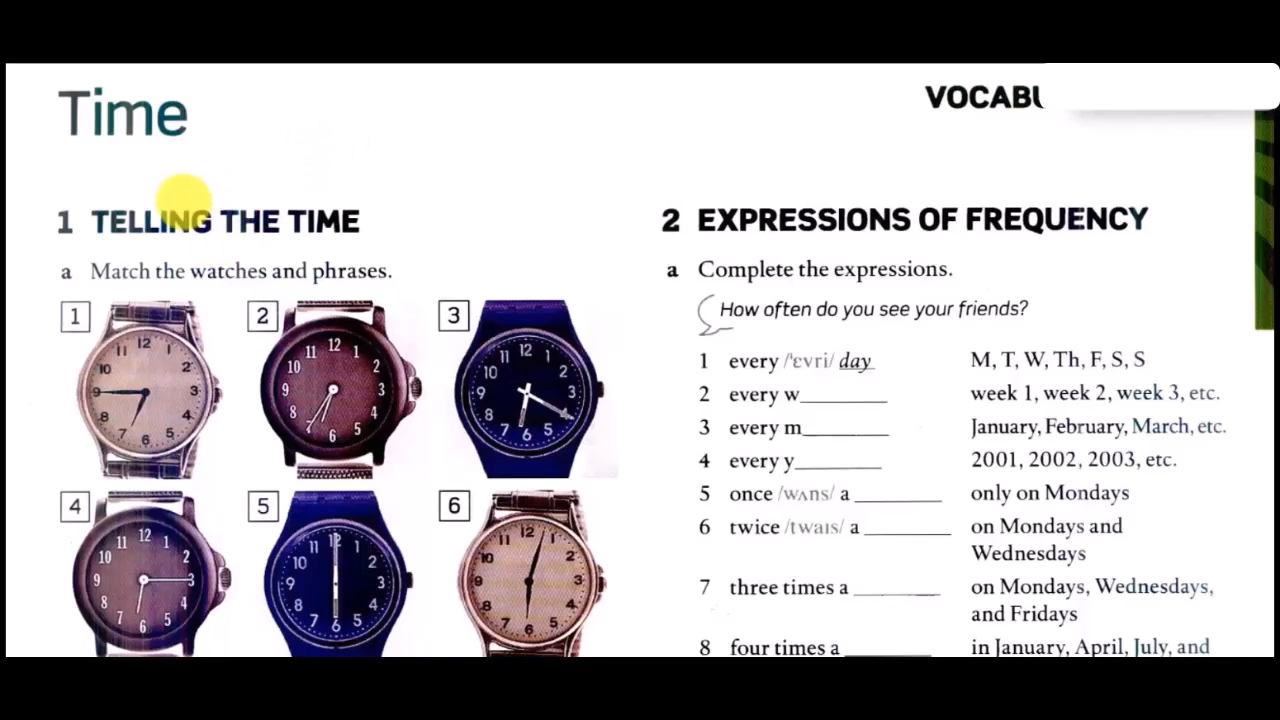 Time
VOCABU
1 TELLING THE TIME
a Match the watches and phrases.
1
2
3
4
5
6
2 EXPRESSIONS OF FREQUENCY
a Complete the expressions.
How often do you see your friends?
1 every /ˈevri/ day M, T, W, Th, F, S, S
2 every w________ week 1, week 2, week 3, etc.
3 every m________ January, February, March, etc.
4 every y________ 2001, 2002, 2003, etc.
5 once /wʌns/ a ________ only on Mondays
6 twice /twaɪs/ a ________ on Mondays and
Wednesdays
7 three times a ________ on Mondays, Wednesdays,
and Fridays
8 four times a ________ in January, April, July, and